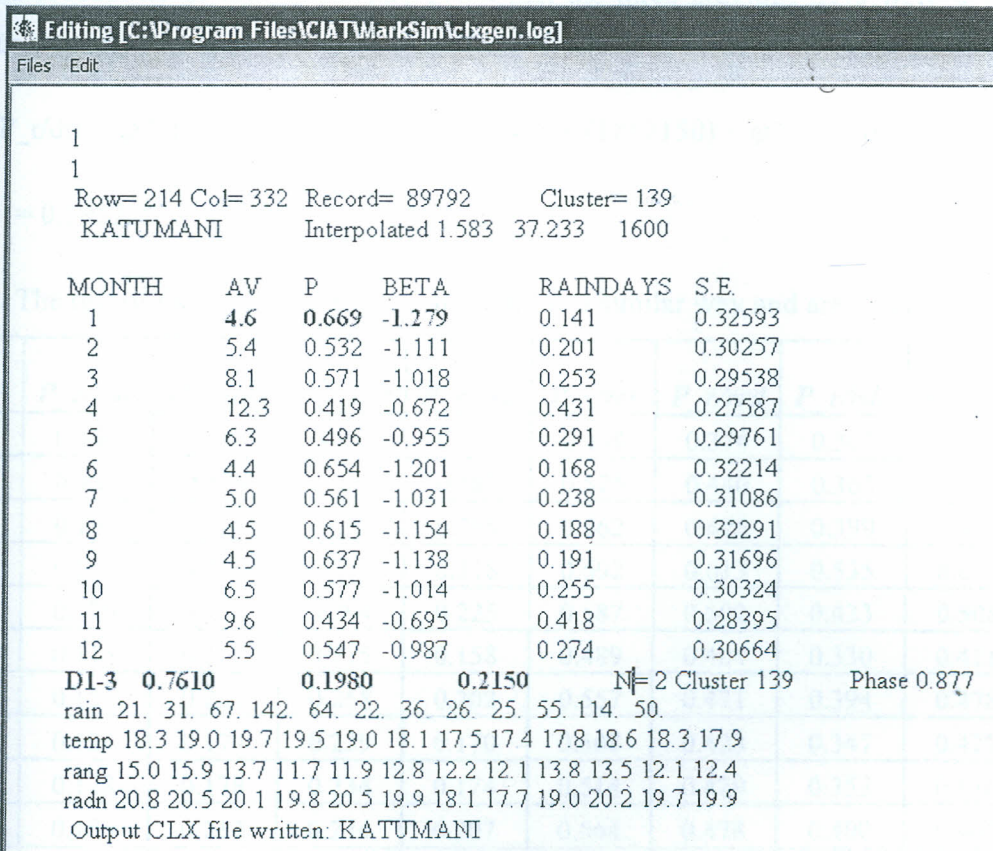 Editing [C:\Program Files\CIAT\MarkSim\clxgen.log]
Files Edit
1
1
Row= 214 Col= 332 Record= 89792 Cluster= 139
KATUMANI Interpolated 1.583 37.233 1600
MONTH AV P BETA RAINDAYS S.E.
1 4.6 0.669 -1.279 0.141 0.32593
2 5.4 0.532 -1.111 0.201 0.30257
3 8.1 0.571 -1.018 0.253 0.29538
4 12.3 0.419 -0.672 0.431 0.27587
5 6.3 0.496 -0.955 0.291 0.29761
6 4.4 0.654 -1.201 0.168 0.32214
7 5.0 0.561 -1.031 0.238 0.31086
8 4.5 0.615 -1.154 0.188 0.32291
9 4.5 0.637 -1.138 0.191 0.31696
10 6.5 0.577 -1.014 0.255 0.30324
11 9.6 0.434 -0.695 0.418 0.28395
12 5.5 0.547 -0.987 0.274 0.30664
D1-3 0.7610 0.1980 0.2150 N= 2 Cluster 139 Phase 0.877
rain 21. 31. 67. 142. 64. 22. 36. 26. 25. 55. 114. 50.
temp 18.3 19.0 19.7 19.5 19.0 18.1 17.5 17.4 17.8 18.6 18.3 17.9
rang 15.0 15.9 13.7 11.7 11.9 12.8 12.2 12.1 13.8 13.5 12.1 12.4
radn 20.8 20.5 20.1 19.8 20.5 19.9 18.1 17.7 19.0 20.2 19.7 19.9
Output CLX file written: KATUMANI